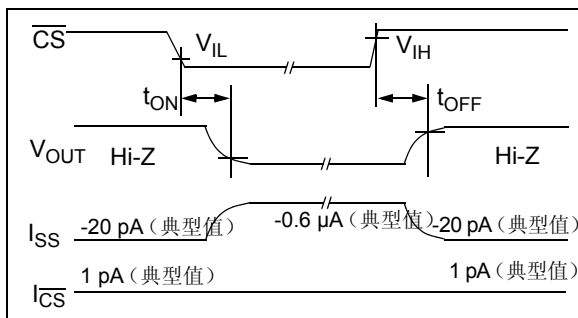 CS V_IL V_IH
t_ON t_OFF
V_OUT Hi-Z Hi-Z
I_SS -20 pA（典型值） -0.6 μA（典型值） -20 pA（典型值）
1 pA（典型值） 1 pA（典型值）
I_CS